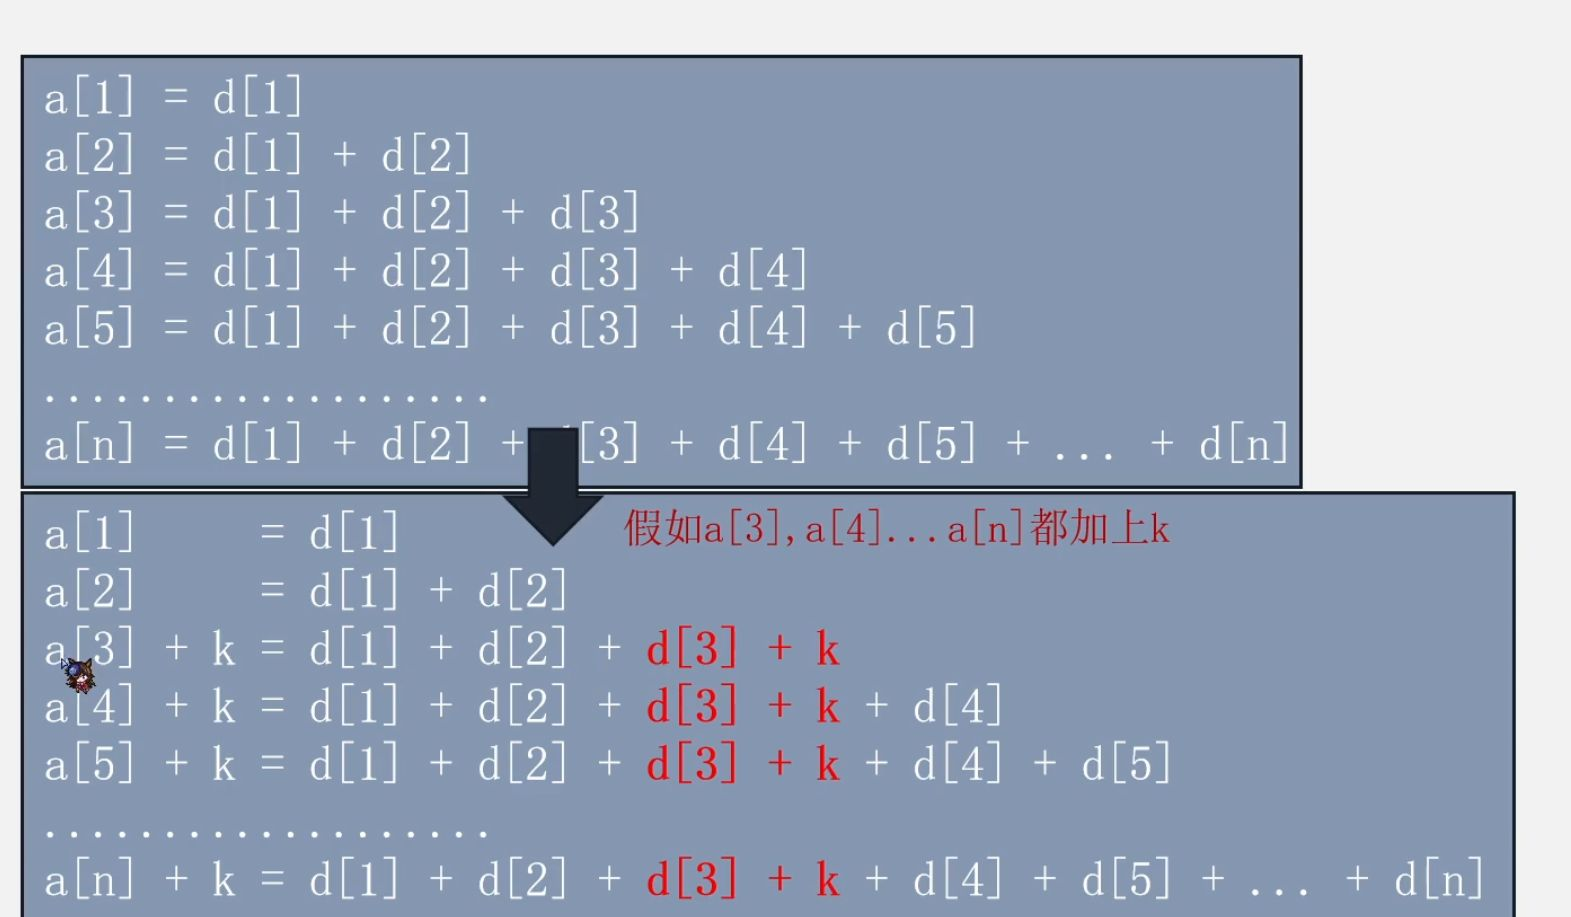 a[1] = d[1]
a[2] = d[1] + d[2]
a[3] = d[1] + d[2] + d[3]
a[4] = d[1] + d[2] + d[3] + d[4]
a[5] = d[1] + d[2] + d[3] + d[4] + d[5]
...................
a[n] = d[1] + d[2] + [3] + d[4] + d[5] + ... + d[n]
假如a[3],a[4]...a[n]都加上k
a[1] = d[1]
a[2] = d[1] + d[2]
a[3] + k = d[1] + d[2] + d[3] + k
a[4] + k = d[1] + d[2] + d[3] + k + d[4]
a[5] + k = d[1] + d[2] + d[3] + k + d[4] + d[5]
...................
a[n] + k = d[1] + d[2] + d[3] + k + d[4] + d[5] + ... + d[n]